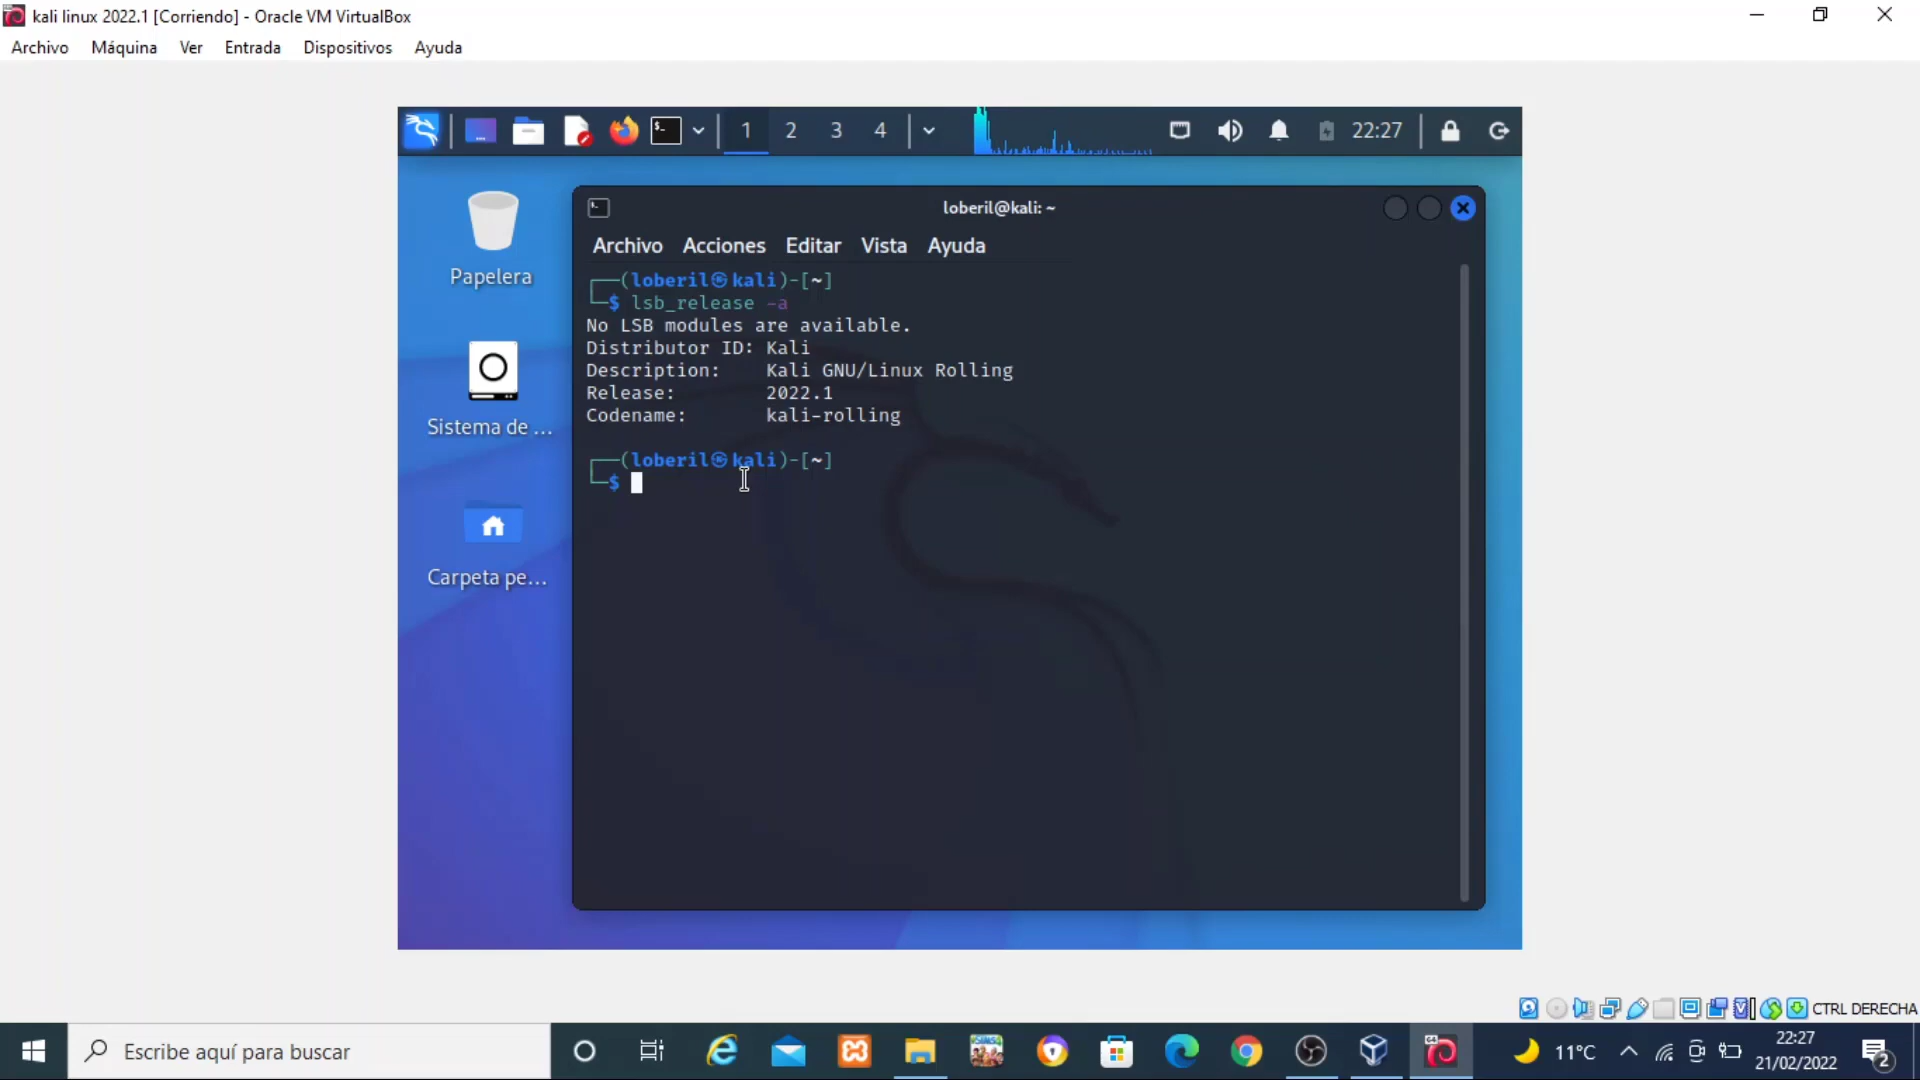 kali linux 2022.1 [Corriendo] - Oracle VM VirtualBox
Archivo Máquina Ver Entrada Dispositivos Ayuda
1 2 3 4 22:27
loberil@kali: ~
Archivo Acciones Editar Vista Ayuda
Papelera
Sistema de ...
Carpeta pe...
┌──(loberil㉿kali)-[~]
└─$ lsb_release -a
No LSB modules are available.
Distributor ID: Kali
Description: Kali GNU/Linux Rolling
Release: 2022.1
Codename: kali-rolling
┌──(loberil㉿kali)-[~]
└─$
CTRL DERECHA
Escribe aquí para buscar
11°C
22:27
21/02/2022
2